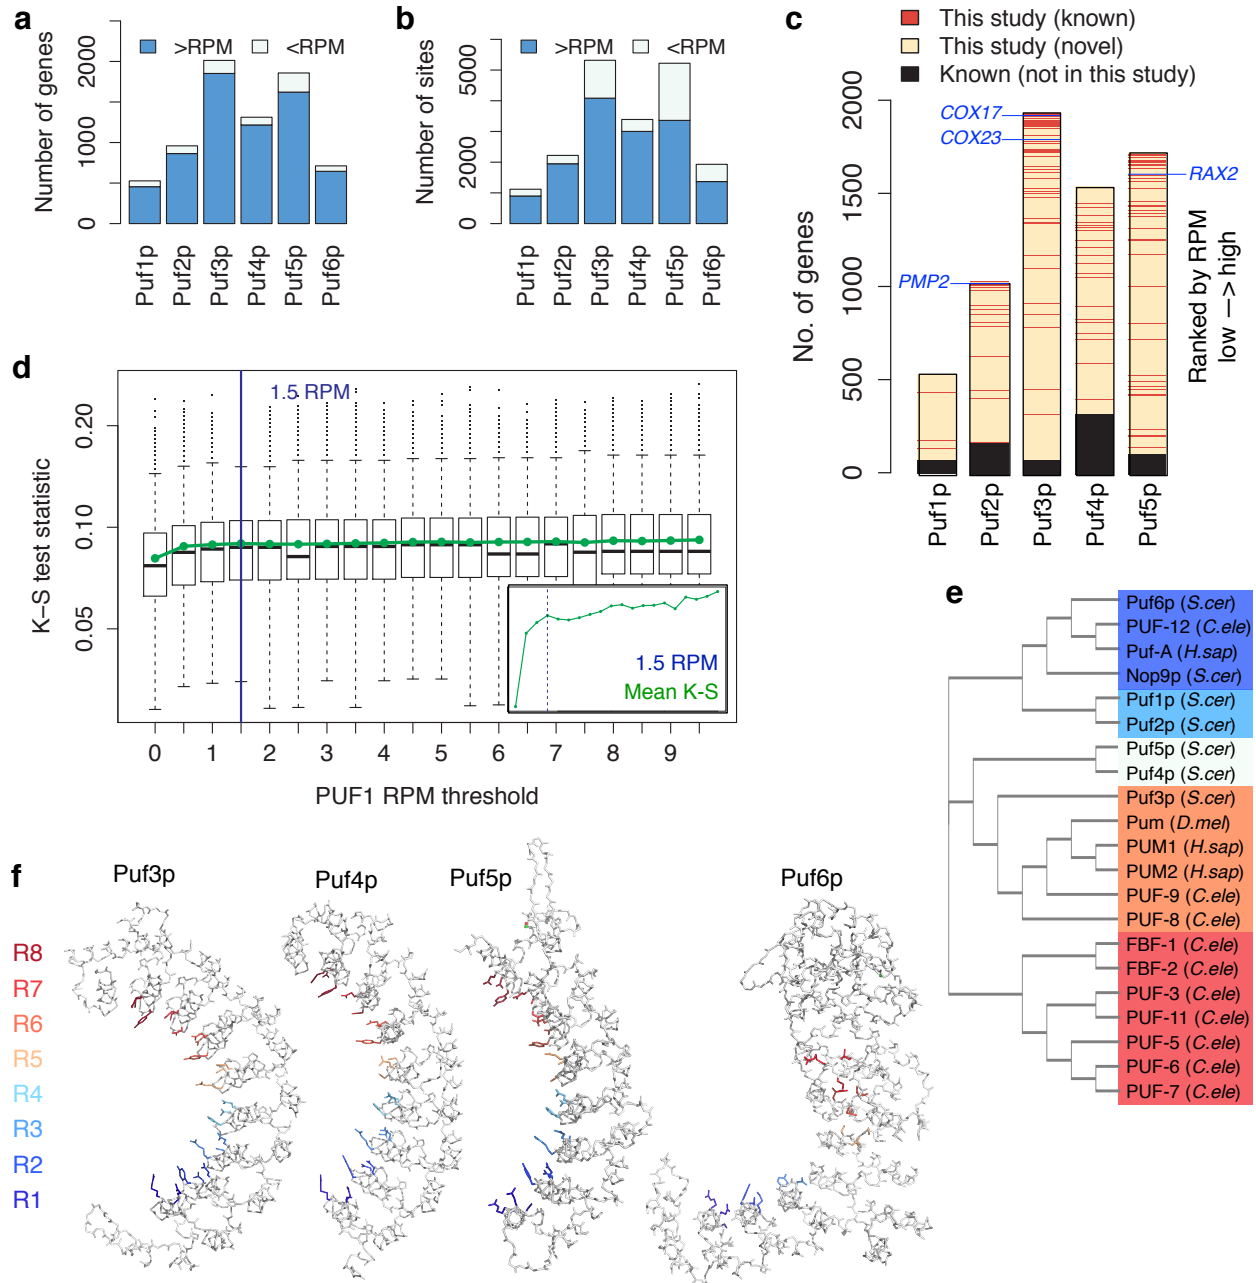 a
>RPM <RPM
Number of genes
0 1000 2000
Puf1p Puf2p Puf3p Puf4p Puf5p Puf6p
b
>RPM <RPM
Number of sites
0 2000 5000
Puf1p Puf2p Puf3p Puf4p Puf5p Puf6p
c
This study (known)
This study (novel)
Known (not in this study)
No. of genes
0 500 1000 1500 2000
COX17
COX23
PMP2
RAX2
Ranked by RPM
low —> high
Puf1p Puf2p Puf3p Puf4p Puf5p
d
1.5 RPM
K–S test statistic
0.05 0.10 0.20
1.5 RPM
Mean K-S
0 1 2 3 4 5 6 7 8 9
PUF1 RPM threshold
e
Puf6p (S.cer)
PUF-12 (C.ele)
Puf-A (H.sap)
Nop9p (S.cer)
Puf1p (S.cer)
Puf2p (S.cer)
Puf5p (S.cer)
Puf4p (S.cer)
Puf3p (S.cer)
Pum (D.mel)
PUM1 (H.sap)
PUM2 (H.sap)
PUF-9 (C.ele)
PUF-8 (C.ele)
FBF-1 (C.ele)
FBF-2 (C.ele)
PUF-3 (C.ele)
PUF-11 (C.ele)
PUF-5 (C.ele)
PUF-6 (C.ele)
PUF-7 (C.ele)
f
Puf3p Puf4p Puf5p Puf6p
R8
R7
R6
R5
R4
R3
R2
R1